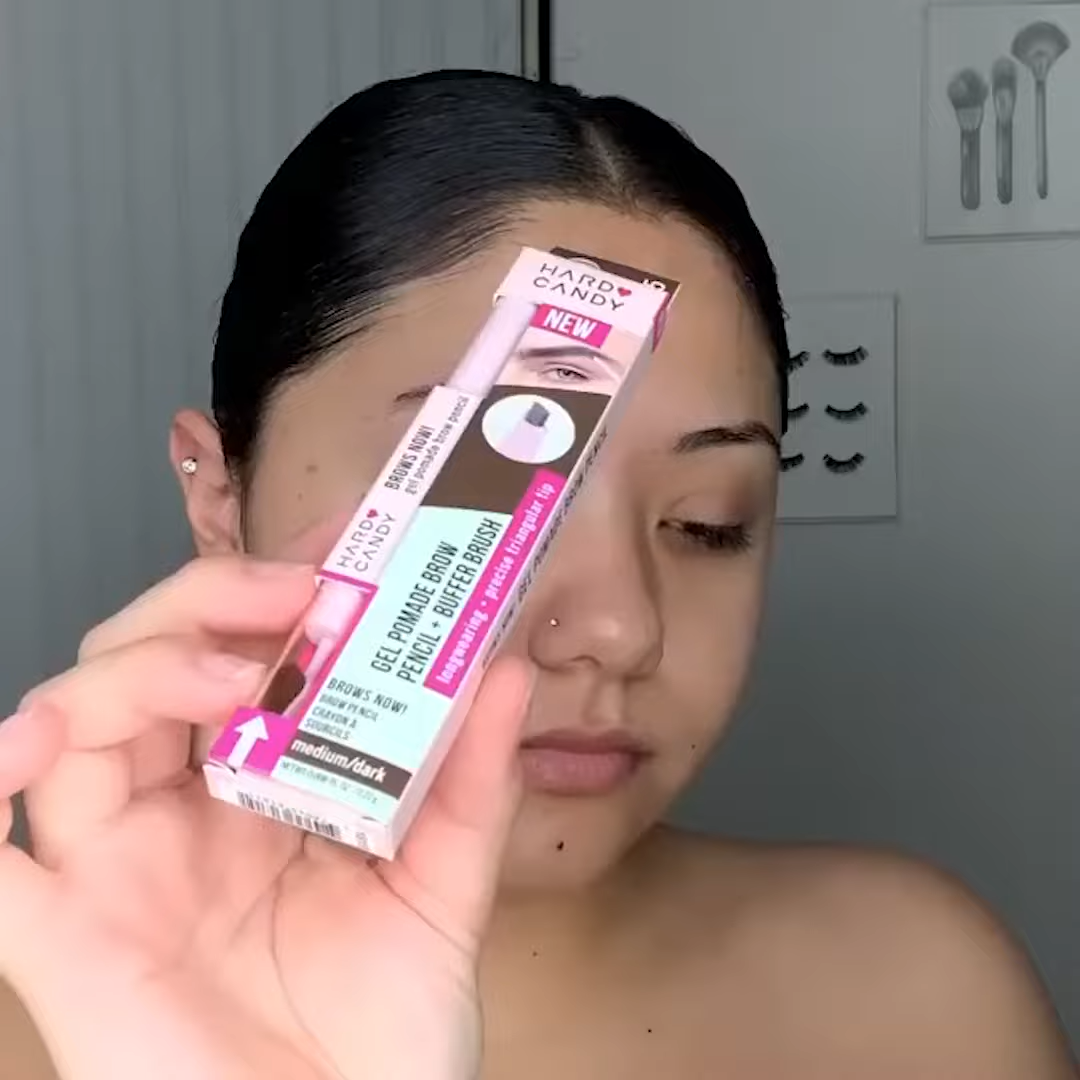 HARD
CANDY
NEW
BROWS NOW!
gel pomade brow pencil
HARD
CANDY
GEL POMADE BROW
PENCIL + BUFFER BRUSH
longwearing • precise triangular tip
BROWS NOW!
BROW PENCIL
CRAYON À
SOURCILS
medium/dark